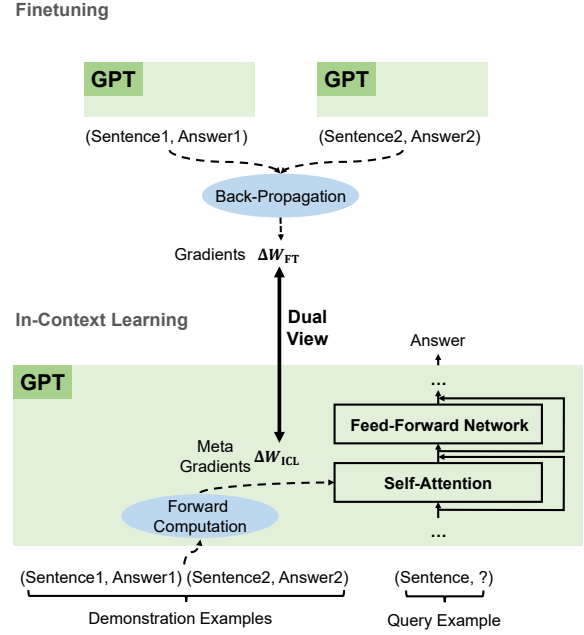 Finetuning
GPT
GPT
(Sentence1, Answer1)
(Sentence2, Answer2)
Back-Propagation
Gradients ΔW_FT
Dual
View
In-Context Learning
Answer
GPT
...
Feed-Forward Network
Meta
Gradients ΔW_ICL
Self-Attention
Forward
Computation
...
(Sentence1, Answer1) (Sentence2, Answer2)
(Sentence, ?)
Demonstration Examples
Query Example